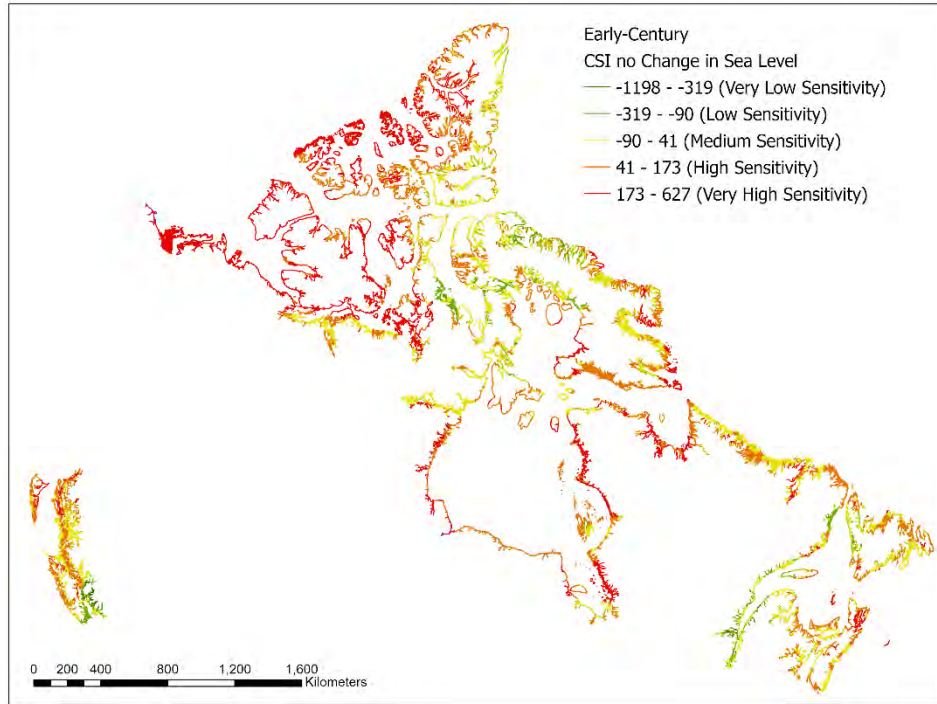 Early-Century
CSI no Change in Sea Level
-1198 - -319 (Very Low Sensitivity)
-319 - -90 (Low Sensitivity)
-90 - 41 (Medium Sensitivity)
41 - 173 (High Sensitivity)
173 - 627 (Very High Sensitivity)
0 200 400 800 1,200 1,600
Kilometers